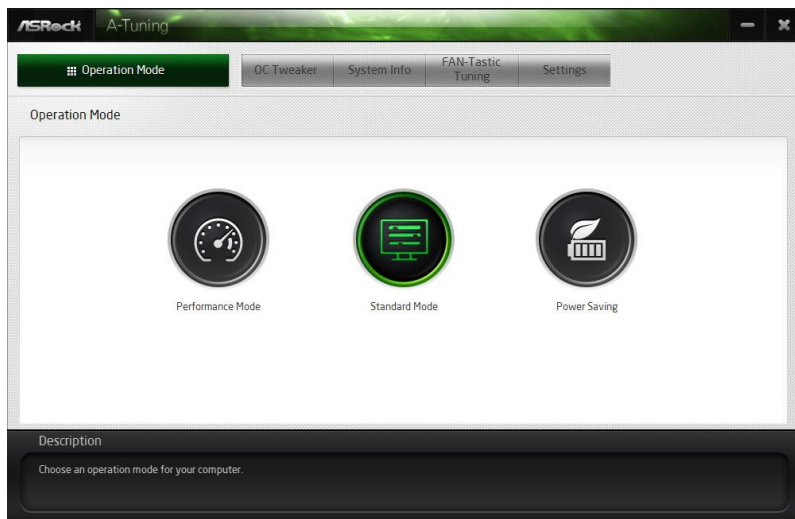 ASRock A-Tuning
Operation Mode
OC Tweaker
System Info
FAN-Tastic
Tuning
Settings
Operation Mode
Performance Mode
Standard Mode
Power Saving
Description
Choose an operation mode for your computer.